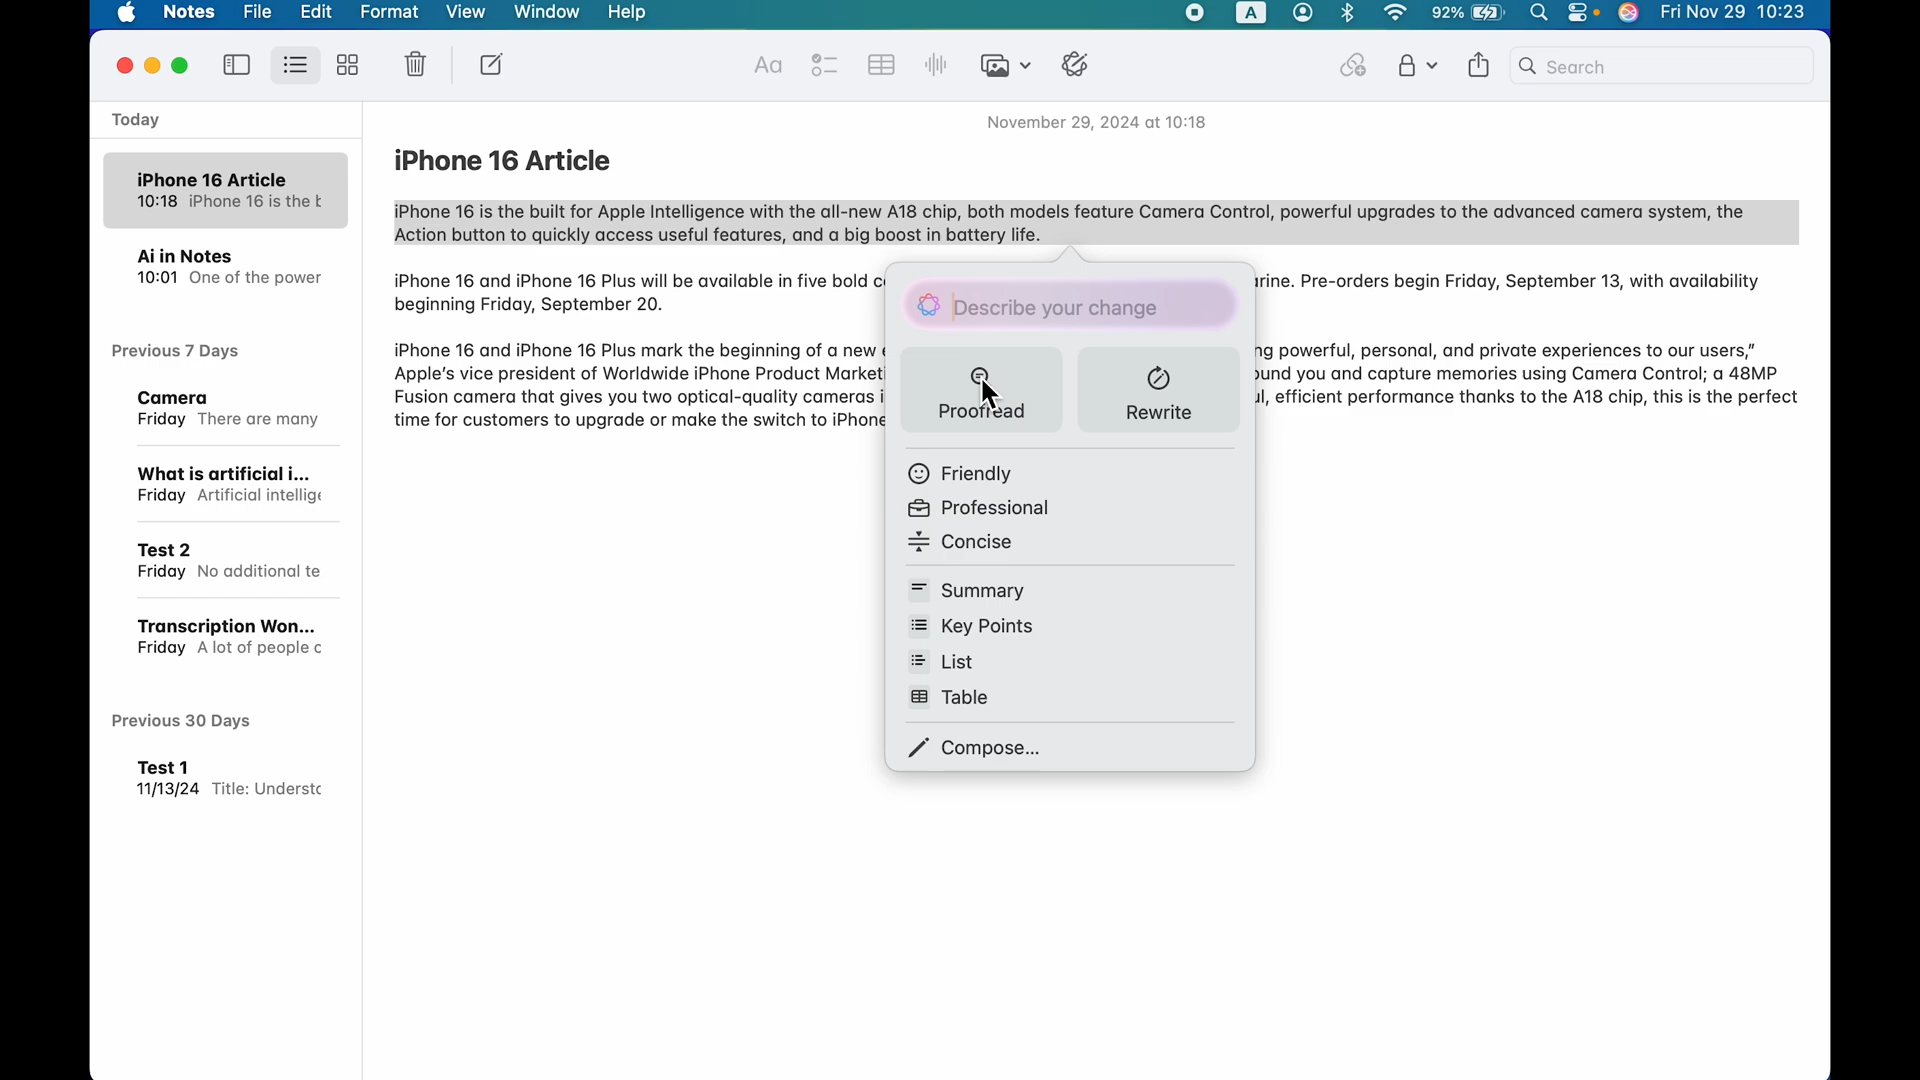 Notes File Edit Format View Window Help A 92% Fri Nov 29 10:23
Aa Search
Today
iPhone 16 Article
10:18 iPhone 16 is the b
Ai in Notes
10:01 One of the power
Previous 7 Days
Camera
Friday There are many
What is artificial i...
Friday Artificial intellige
Test 2
Friday No additional te
Transcription Won...
Friday A lot of people c
Previous 30 Days
Test 1
11/13/24 Title: Understa
November 29, 2024 at 10:18
iPhone 16 Article
iPhone 16 is the built for Apple Intelligence with the all-new A18 chip, both models feature Camera Control, powerful upgrades to the advanced camera system, the
Action button to quickly access useful features, and a big boost in battery life.
iPhone 16 and iPhone 16 Plus will be available in five bold c rine. Pre-orders begin Friday, September 13, with availability
beginning Friday, September 20.
iPhone 16 and iPhone 16 Plus mark the beginning of a new e ng powerful, personal, and private experiences to our users,”
Apple’s vice president of Worldwide iPhone Product Marketi und you and capture memories using Camera Control; a 48MP
Fusion camera that gives you two optical-quality cameras i l, efficient performance thanks to the A18 chip, this is the perfect
time for customers to upgrade or make the switch to iPhone
Describe your change
Proofread
Rewrite
Friendly
Professional
Concise
Summary
Key Points
List
Table
Compose...